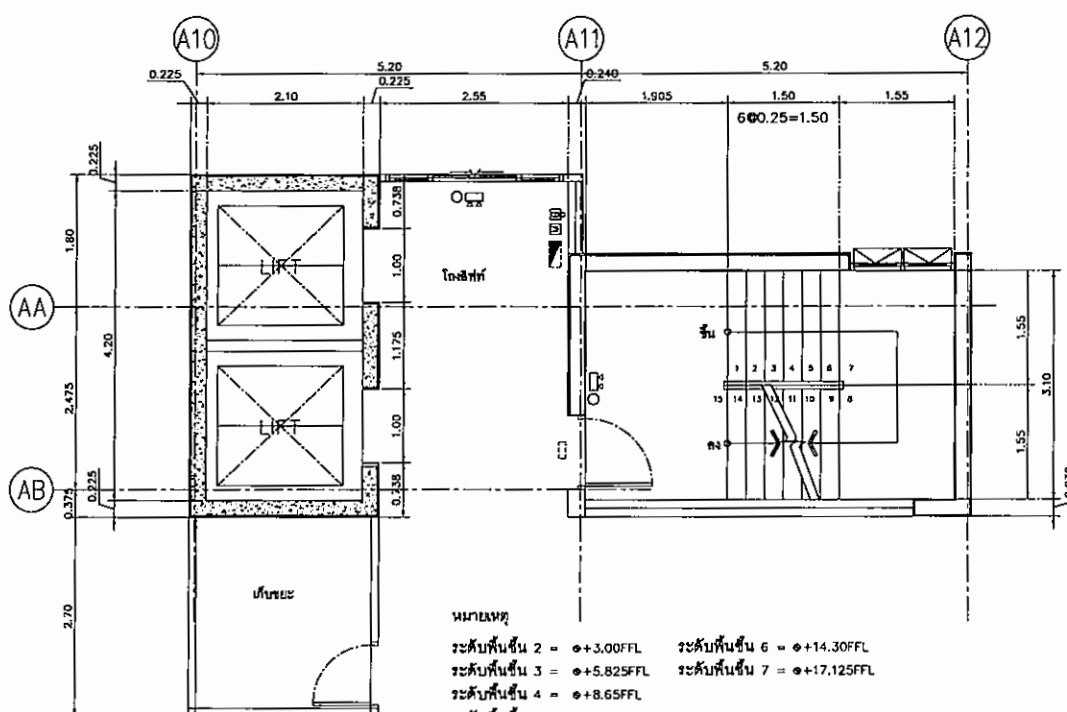 A10
A11
A12
5.20
5.20
0.225
0.225
0.240
2.10
2.55
1.905
1.50
1.55
6@0.25=1.50
0.225
1.80
0.738
1.00
LIFT
โถงลิฟท์
AA
4.20
1.175
2.475
ขึ้น
1.55
3.10
1 2 3 4 5 6 7
15 14 13 12 11 10 9 8
1.00
LIFT
ลง
1.55
AB
0.225
0.375
0.738
2.70
เก็บขยะ
หมายเหตุ
ระดับพื้นชั้น 2 = +3.00FFL ระดับพื้นชั้น 6 = +14.30FFL
ระดับพื้นชั้น 3 = +5.825FFL ระดับพื้นชั้น 7 = +17.125FFL
ระดับพื้นชั้น 4 = +8.65FFL